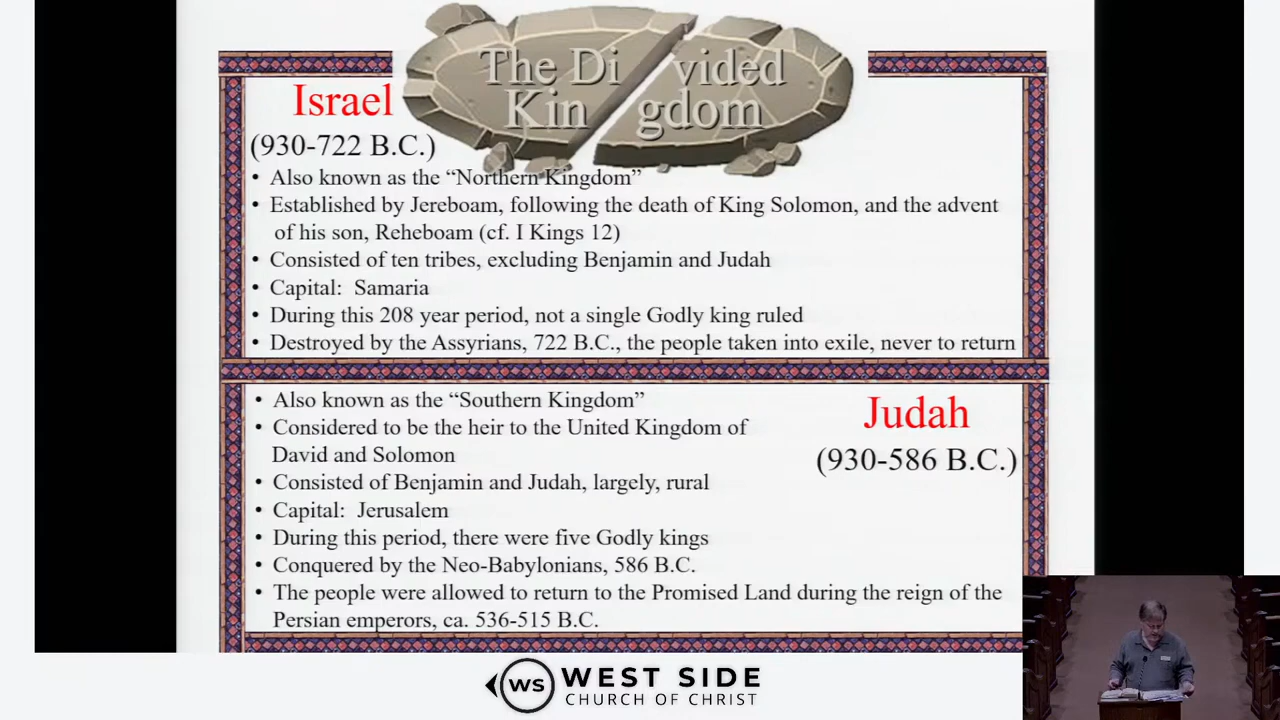 The Di vided
Kin gdom
Israel
(930-722 B.C.)
• Also known as the “Northern Kingdom”
• Established by Jereboam, following the death of King Solomon, and the advent
of his son, Reheboam (cf. I Kings 12)
• Consisted of ten tribes, excluding Benjamin and Judah
• Capital: Samaria
• During this 208 year period, not a single Godly king ruled
• Destroyed by the Assyrians, 722 B.C., the people taken into exile, never to return
Judah
(930-586 B.C.)
• Also known as the “Southern Kingdom”
• Considered to be the heir to the United Kingdom of
David and Solomon
• Consisted of Benjamin and Judah, largely, rural
• Capital: Jerusalem
• During this period, there were five Godly kings
• Conquered by the Neo-Babylonians, 586 B.C.
• The people were allowed to return to the Promised Land during the reign of the
Persian emperors, ca. 536-515 B.C.
WS
WEST SIDE
CHURCH OF CHRIST